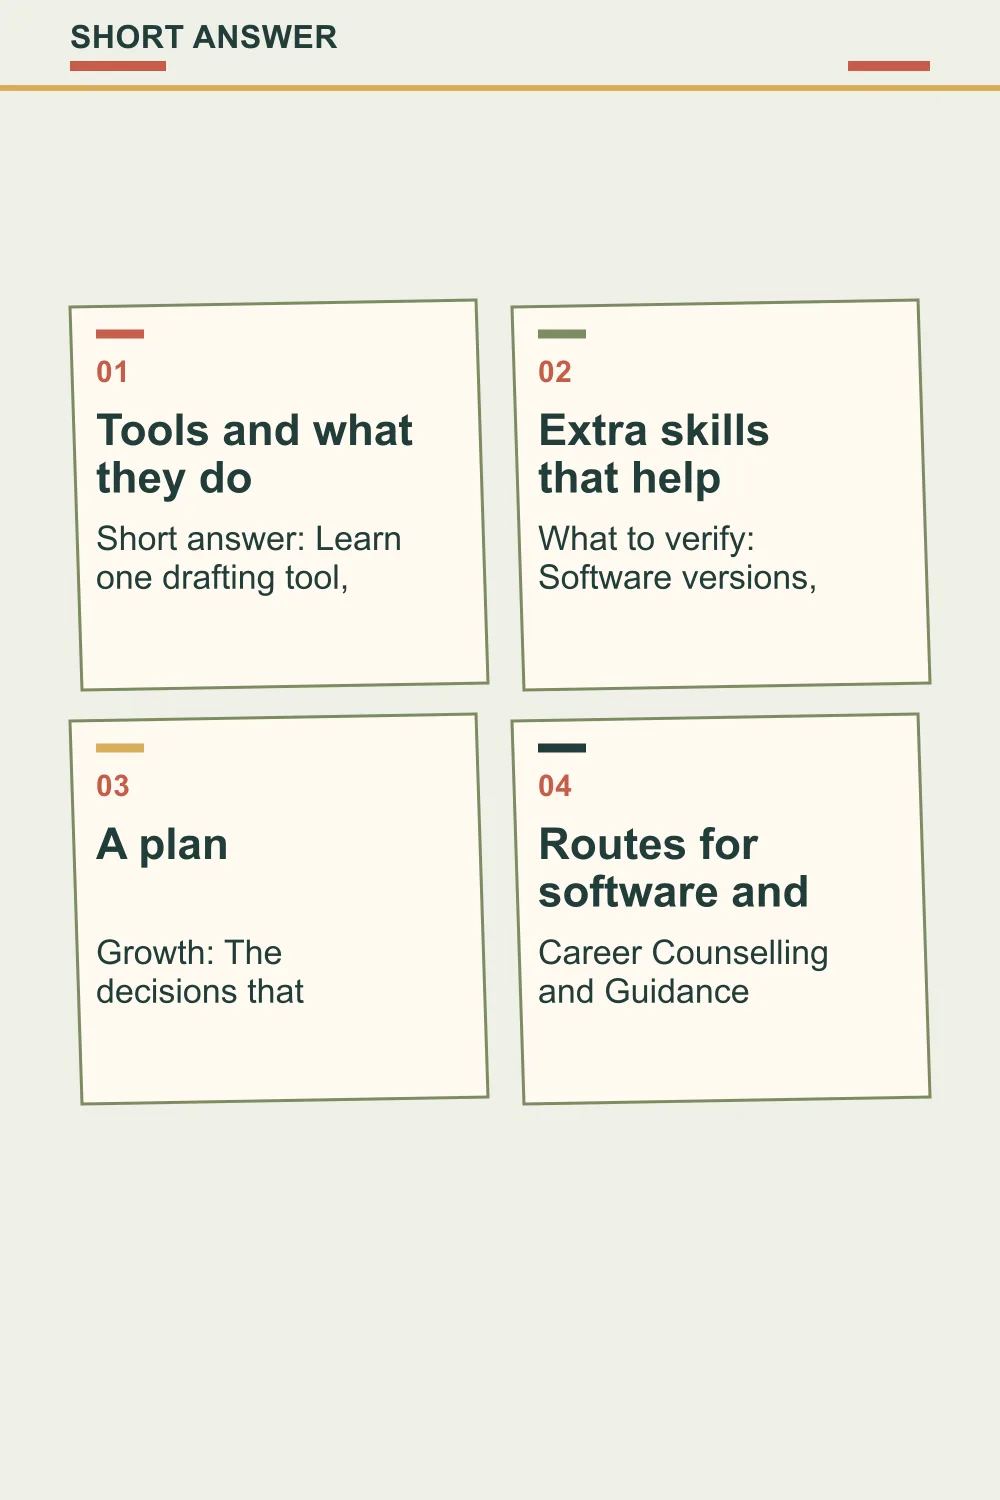 SHORT ANSWER
01
Tools and what
they do
Short answer: Learn
one drafting tool,
02
Extra skills
that help
What to verify:
Software versions,
03
A plan
Growth: The
decisions that
04
Routes for
software and
Career Counselling
and Guidance